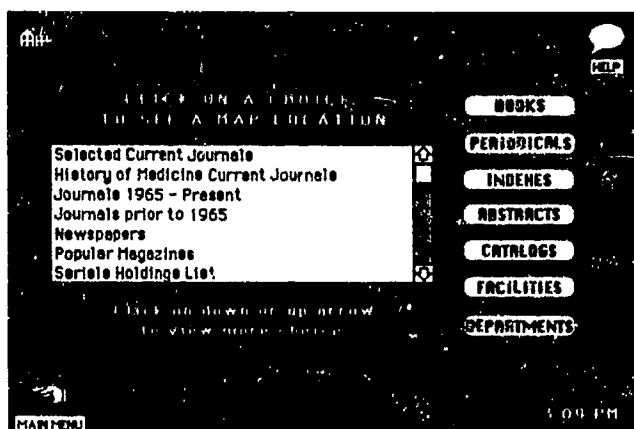 HELP
CLICK ON A CHOICE
TO SEE A MAP LOCATION
Selected Current Journals
History of Medicine Current Journals
Journals 1965 - Present
Journals prior to 1965
Newspapers
Popular Magazines
Serials Holdings List
BOOKS
PERIODICALS
INDEXES
ABSTRACTS
CATALOGS
FACILITIES
DEPARTMENTS
Click on down or up arrow
to view more choice
MAIN MENU
3:09 PM